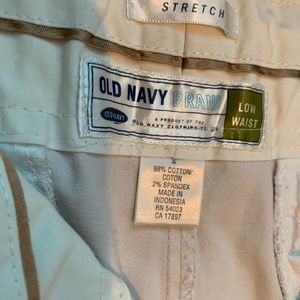 STRETCH
OLD NAVY BRAND
LOW
WAIST
OLD NAVY
A PRODUCT OF THE
OLD NAVY CLOTHING CO.
98% COTTON/
COTON
2% SPANDEX
MADE IN
INDONESIA
RN 54023
CA 17897